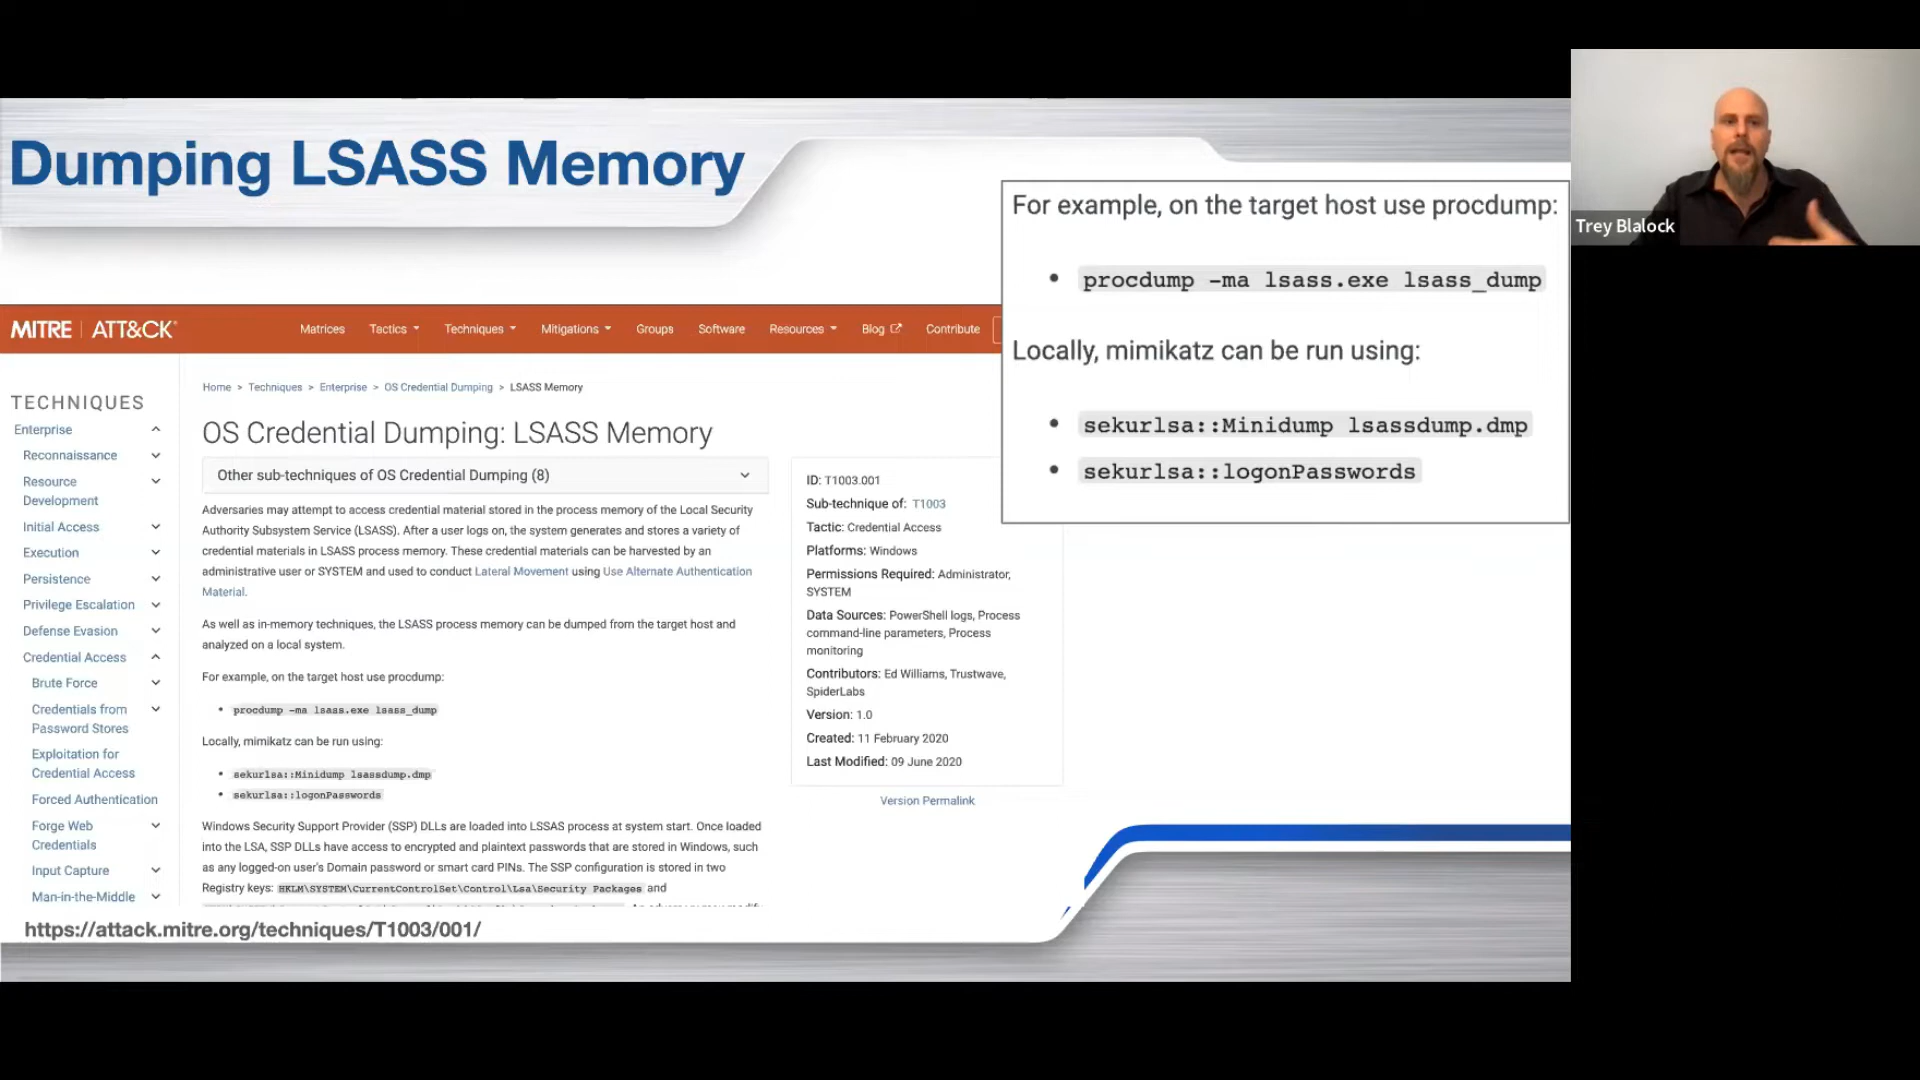 Dumping LSASS Memory
For example, on the target host use procdump:
• procdump -ma lsass.exe lsass_dump
Locally, mimikatz can be run using:
• sekurlsa::Minidump lsassdump.dmp
• sekurlsa::logonPasswords
Trey Blalock
MITRE | ATT&CK®
Matrices Tactics Techniques Mitigations Groups Software Resources Blog Contribute
TECHNIQUES
Enterprise
Reconnaissance
Resource
Development
Initial Access
Execution
Persistence
Privilege Escalation
Defense Evasion
Credential Access
Brute Force
Credentials from
Password Stores
Exploitation for
Credential Access
Forced Authentication
Forge Web
Credentials
Input Capture
Man-in-the-Middle
Home > Techniques > Enterprise > OS Credential Dumping > LSASS Memory
OS Credential Dumping: LSASS Memory
Other sub-techniques of OS Credential Dumping (8)
Adversaries may attempt to access credential material stored in the process memory of the Local Security
Authority Subsystem Service (LSASS). After a user logs on, the system generates and stores a variety of
credential materials in LSASS process memory. These credential materials can be harvested by an
administrative user or SYSTEM and used to conduct Lateral Movement using Use Alternate Authentication
Material.
As well as in-memory techniques, the LSASS process memory can be dumped from the target host and
analyzed on a local system.
For example, on the target host use procdump:
• procdump -ma lsass.exe lsass_dump
Locally, mimikatz can be run using:
• sekurlsa::Minidump lsassdump.dmp
• sekurlsa::logonPasswords
Windows Security Support Provider (SSP) DLLs are loaded into LSSAS process at system start. Once loaded
into the LSA, SSP DLLs have access to encrypted and plaintext passwords that are stored in Windows, such
as any logged-on user's Domain password or smart card PINs. The SSP configuration is stored in two
Registry keys: HKLM\SYSTEM\CurrentControlSet\Control\Lsa\Security Packages and
ID: T1003.001
Sub-technique of: T1003
Tactic: Credential Access
Platforms: Windows
Permissions Required: Administrator,
SYSTEM
Data Sources: PowerShell logs, Process
command-line parameters, Process
monitoring
Contributors: Ed Williams, Trustwave,
SpiderLabs
Version: 1.0
Created: 11 February 2020
Last Modified: 09 June 2020
Version Permalink
https://attack.mitre.org/techniques/T1003/001/